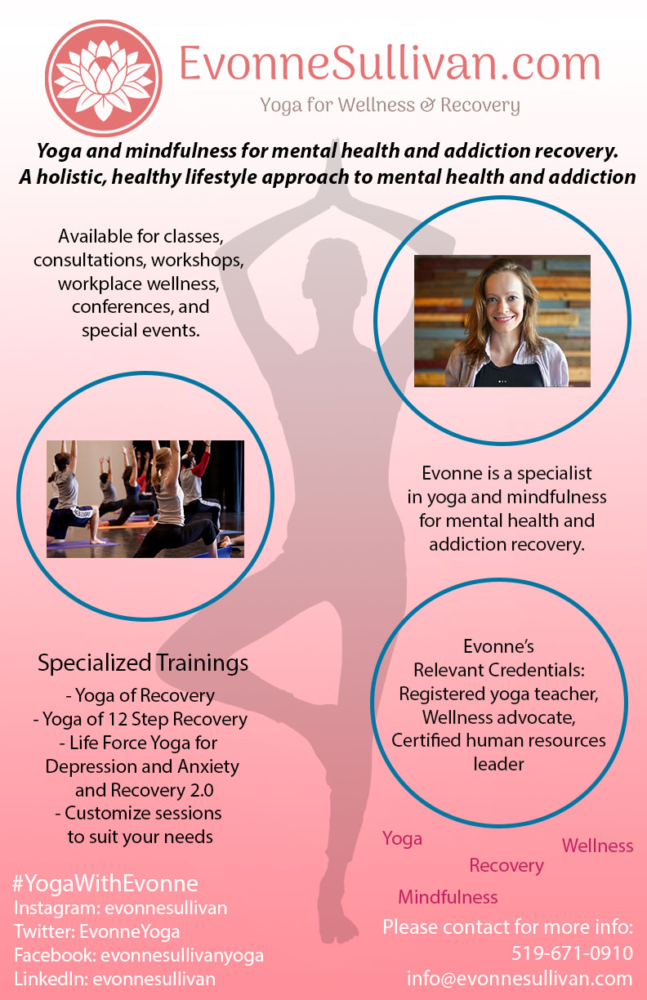 EvonneSullivan.com
Yoga for Wellness & Recovery
Yoga and mindfulness for mental health and addiction recovery.
A holistic, healthy lifestyle approach to mental health and addiction
Available for classes,
consultations, workshops,
workplace wellness,
conferences, and
special events.
Evonne is a specialist
in yoga and mindfulness
for mental health and
addiction recovery.
Specialized Trainings
- Yoga of Recovery
- Yoga of 12 Step Recovery
- Life Force Yoga for
Depression and Anxiety
and Recovery 2.0
- Customize sessions
to suit your needs
Evonne's
Relevant Credentials:
Registered yoga teacher,
Wellness advocate,
Certified human resources
leader
Yoga
Wellness
Recovery
Mindfulness
#YogaWithEvonne
Instagram: evonnesullivan
Twitter: EvonneYoga
Facebook: evonnesullivanyoga
LinkedIn: evonnesullivan
Please contact for more info:
519-671-0910
info@evonnesullivan.com